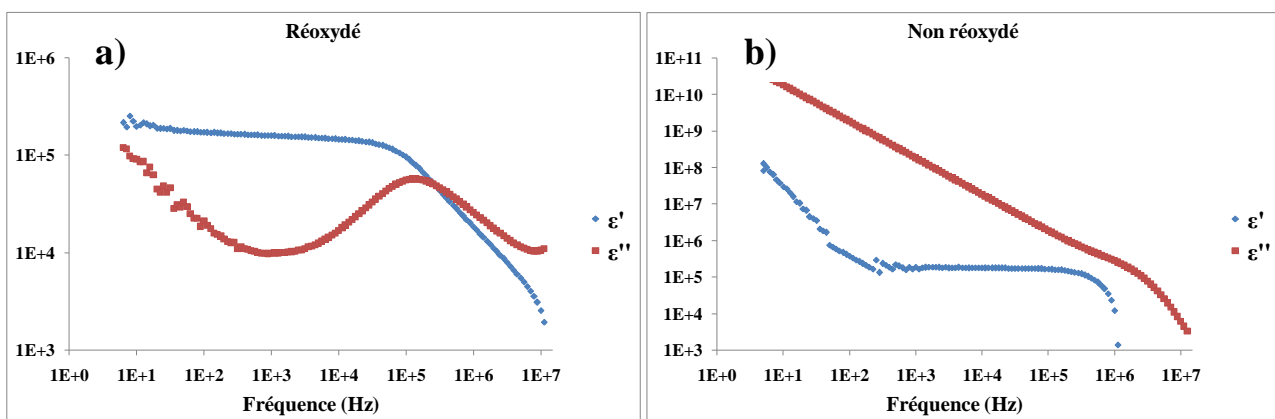 Réoxydé
a)
1E+6
1E+5
1E+4
1E+3
1E+0 1E+1 1E+2 1E+3 1E+4 1E+5 1E+6 1E+7
Fréquence (Hz)
ε'
ε''
Non réoxydé
b)
1E+11
1E+10
1E+9
1E+8
1E+7
1E+6
1E+5
1E+4
1E+3
1E+0 1E+1 1E+2 1E+3 1E+4 1E+5 1E+6 1E+7
Fréquence (Hz)
ε'
ε''